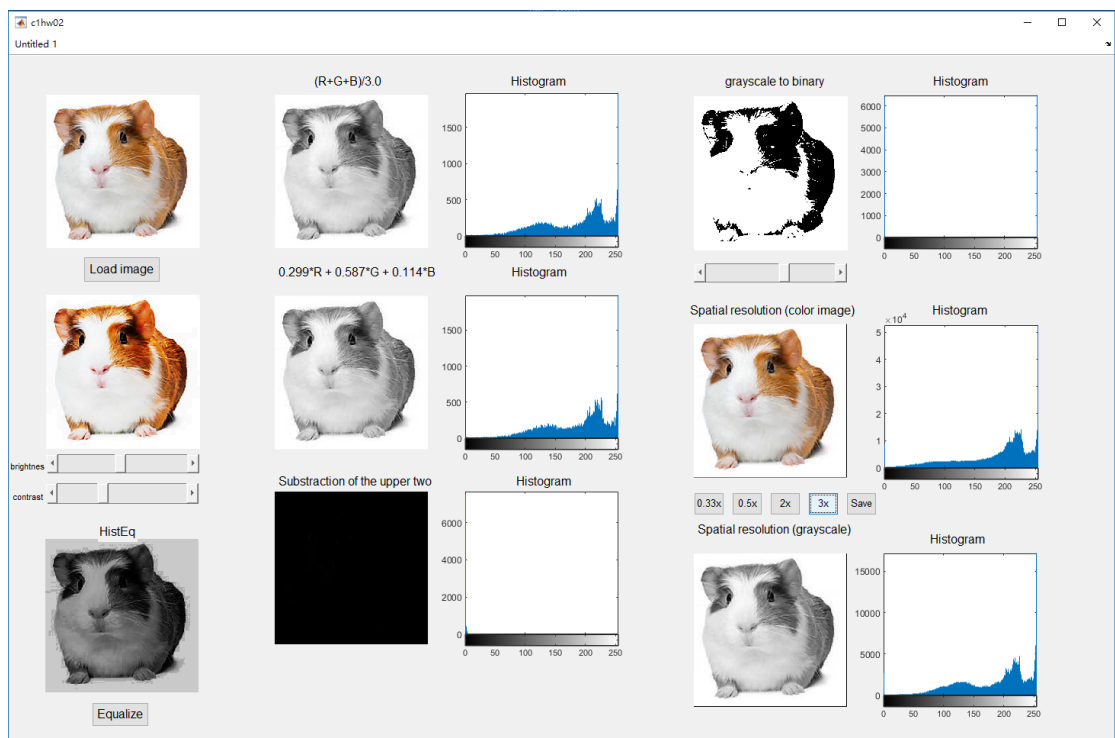 c1hw02
Untitled 1
(R+G+B)/3.0
Histogram
1500
1000
500
0
0 50 100 150 200 250
grayscale to binary
Histogram
6000
5000
4000
3000
2000
1000
0
0 50 100 150 200 250
Load image
0.299*R + 0.587*G + 0.114*B
Histogram
1500
1000
500
0
0 50 100 150 200 250
Spatial resolution (color image)
Histogram
× 10^4
5
4
3
2
1
0
0 50 100 150 200 250
brightnes
contrast
Substraction of the upper two
Histogram
6000
4000
2000
0
0 50 100 150 200 250
0.33x 0.5x 2x 3x Save
Spatial resolution (grayscale)
Histogram
15000
10000
5000
0
0 50 100 150 200 250
HistEq
Equalize